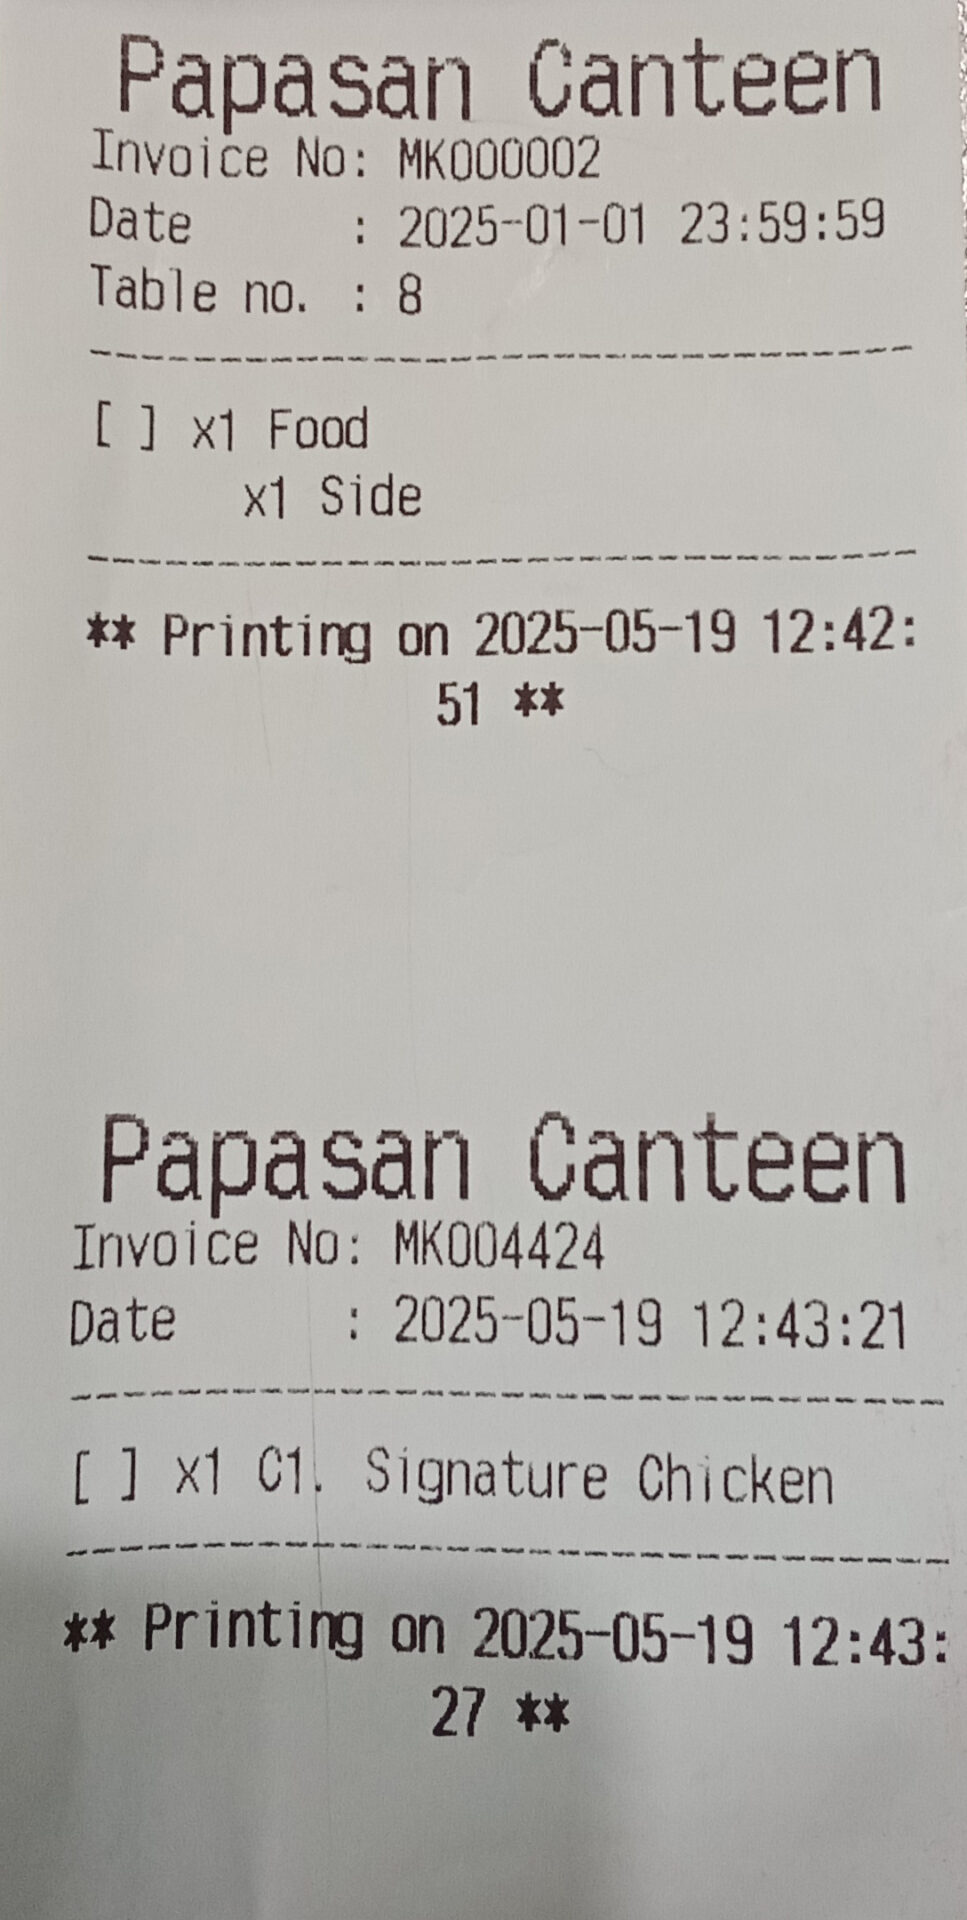 Papasan Canteen
Invoice No: MK000002
Date : 2025-01-01 23:59:59
Table no. : 8
[ ] x1 Food
x1 Side
** Printing on 2025-05-19 12:42:
51 **
Papasan Canteen
Invoice No: MK004424
Date : 2025-05-19 12:43:21
[ ] x1 C1. Signature Chicken
** Printing on 2025-05-19 12:43:
27 **